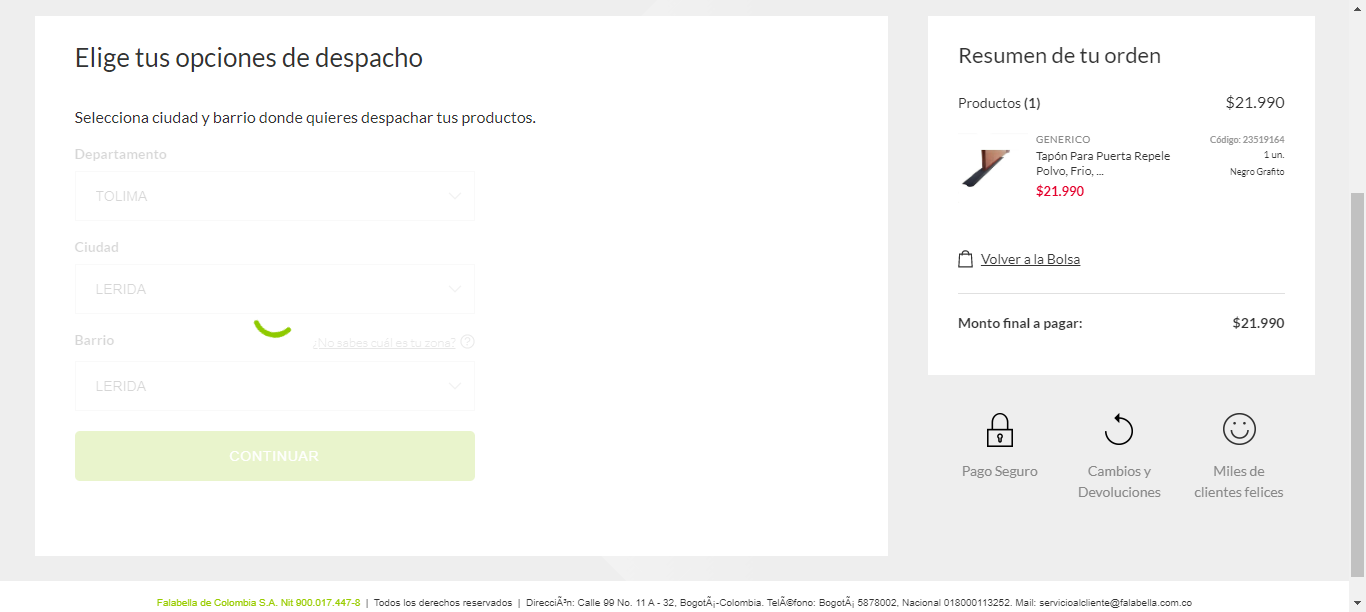 Elige tus opciones de despacho
Selecciona ciudad y barrio donde quieres despachar tus productos.
Departamento
TOLIMA
Ciudad
LERIDA
Barrio
¿No sabes cuál es tu zona? ?
LERIDA
CONTINUAR
Resumen de tu orden
Productos (1) $21.990
GENERICO Código: 23519164
Tapón Para Puerta Repele 1 un.
Polvo, Frio, ... Negro Grafito
$21.990
Volver a la Bolsa
Monto final a pagar: $21.990
Pago Seguro
Cambios y
Devoluciones
Miles de
clientes felices
Falabella de Colombia S.A. Nit 900.017.447-8 | Todos los derechos reservados | DirecciÃ³n: Calle 99 No. 11 A - 32, BogotÃ¡-Colombia. TelÃ©fono: BogotÃ¡ 5878002, Nacional 018000113252. Mail: servicioalcliente@falabella.com.co